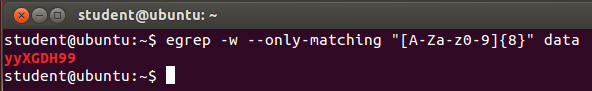 student@ubuntu: ~
student@ubuntu:~$ egrep -w --only-matching "[A-Za-z0-9]{8}" data
yyXGDH99
student@ubuntu:~$